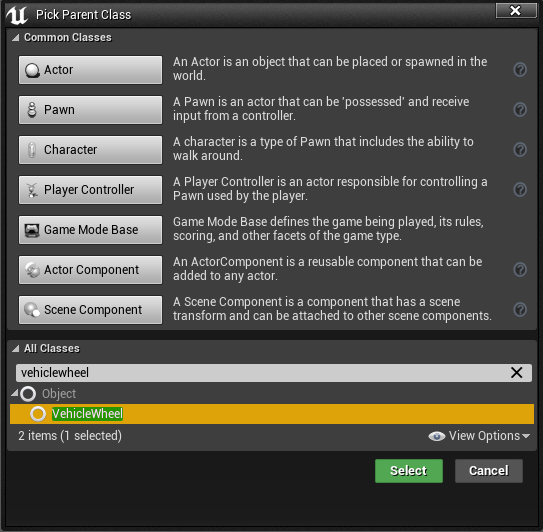 Pick Parent Class
Common Classes
Actor
An Actor is an object that can be placed or spawned in the
world.
Pawn
A Pawn is an actor that can be 'possessed' and receive
input from a controller.
Character
A character is a type of Pawn that includes the ability to
walk around.
Player Controller
A Player Controller is an actor responsible for controlling a
Pawn used by the player.
Game Mode Base
Game Mode Base defines the game being played, its rules,
scoring, and other facets of the game type.
Actor Component
An ActorComponent is a reusable component that can be
added to any actor.
Scene Component
A Scene Component is a component that has a scene
transform and can be attached to other scene components.
All Classes
vehiclewheel
Object
VehicleWheel
2 items (1 selected)
View Options
Select
Cancel